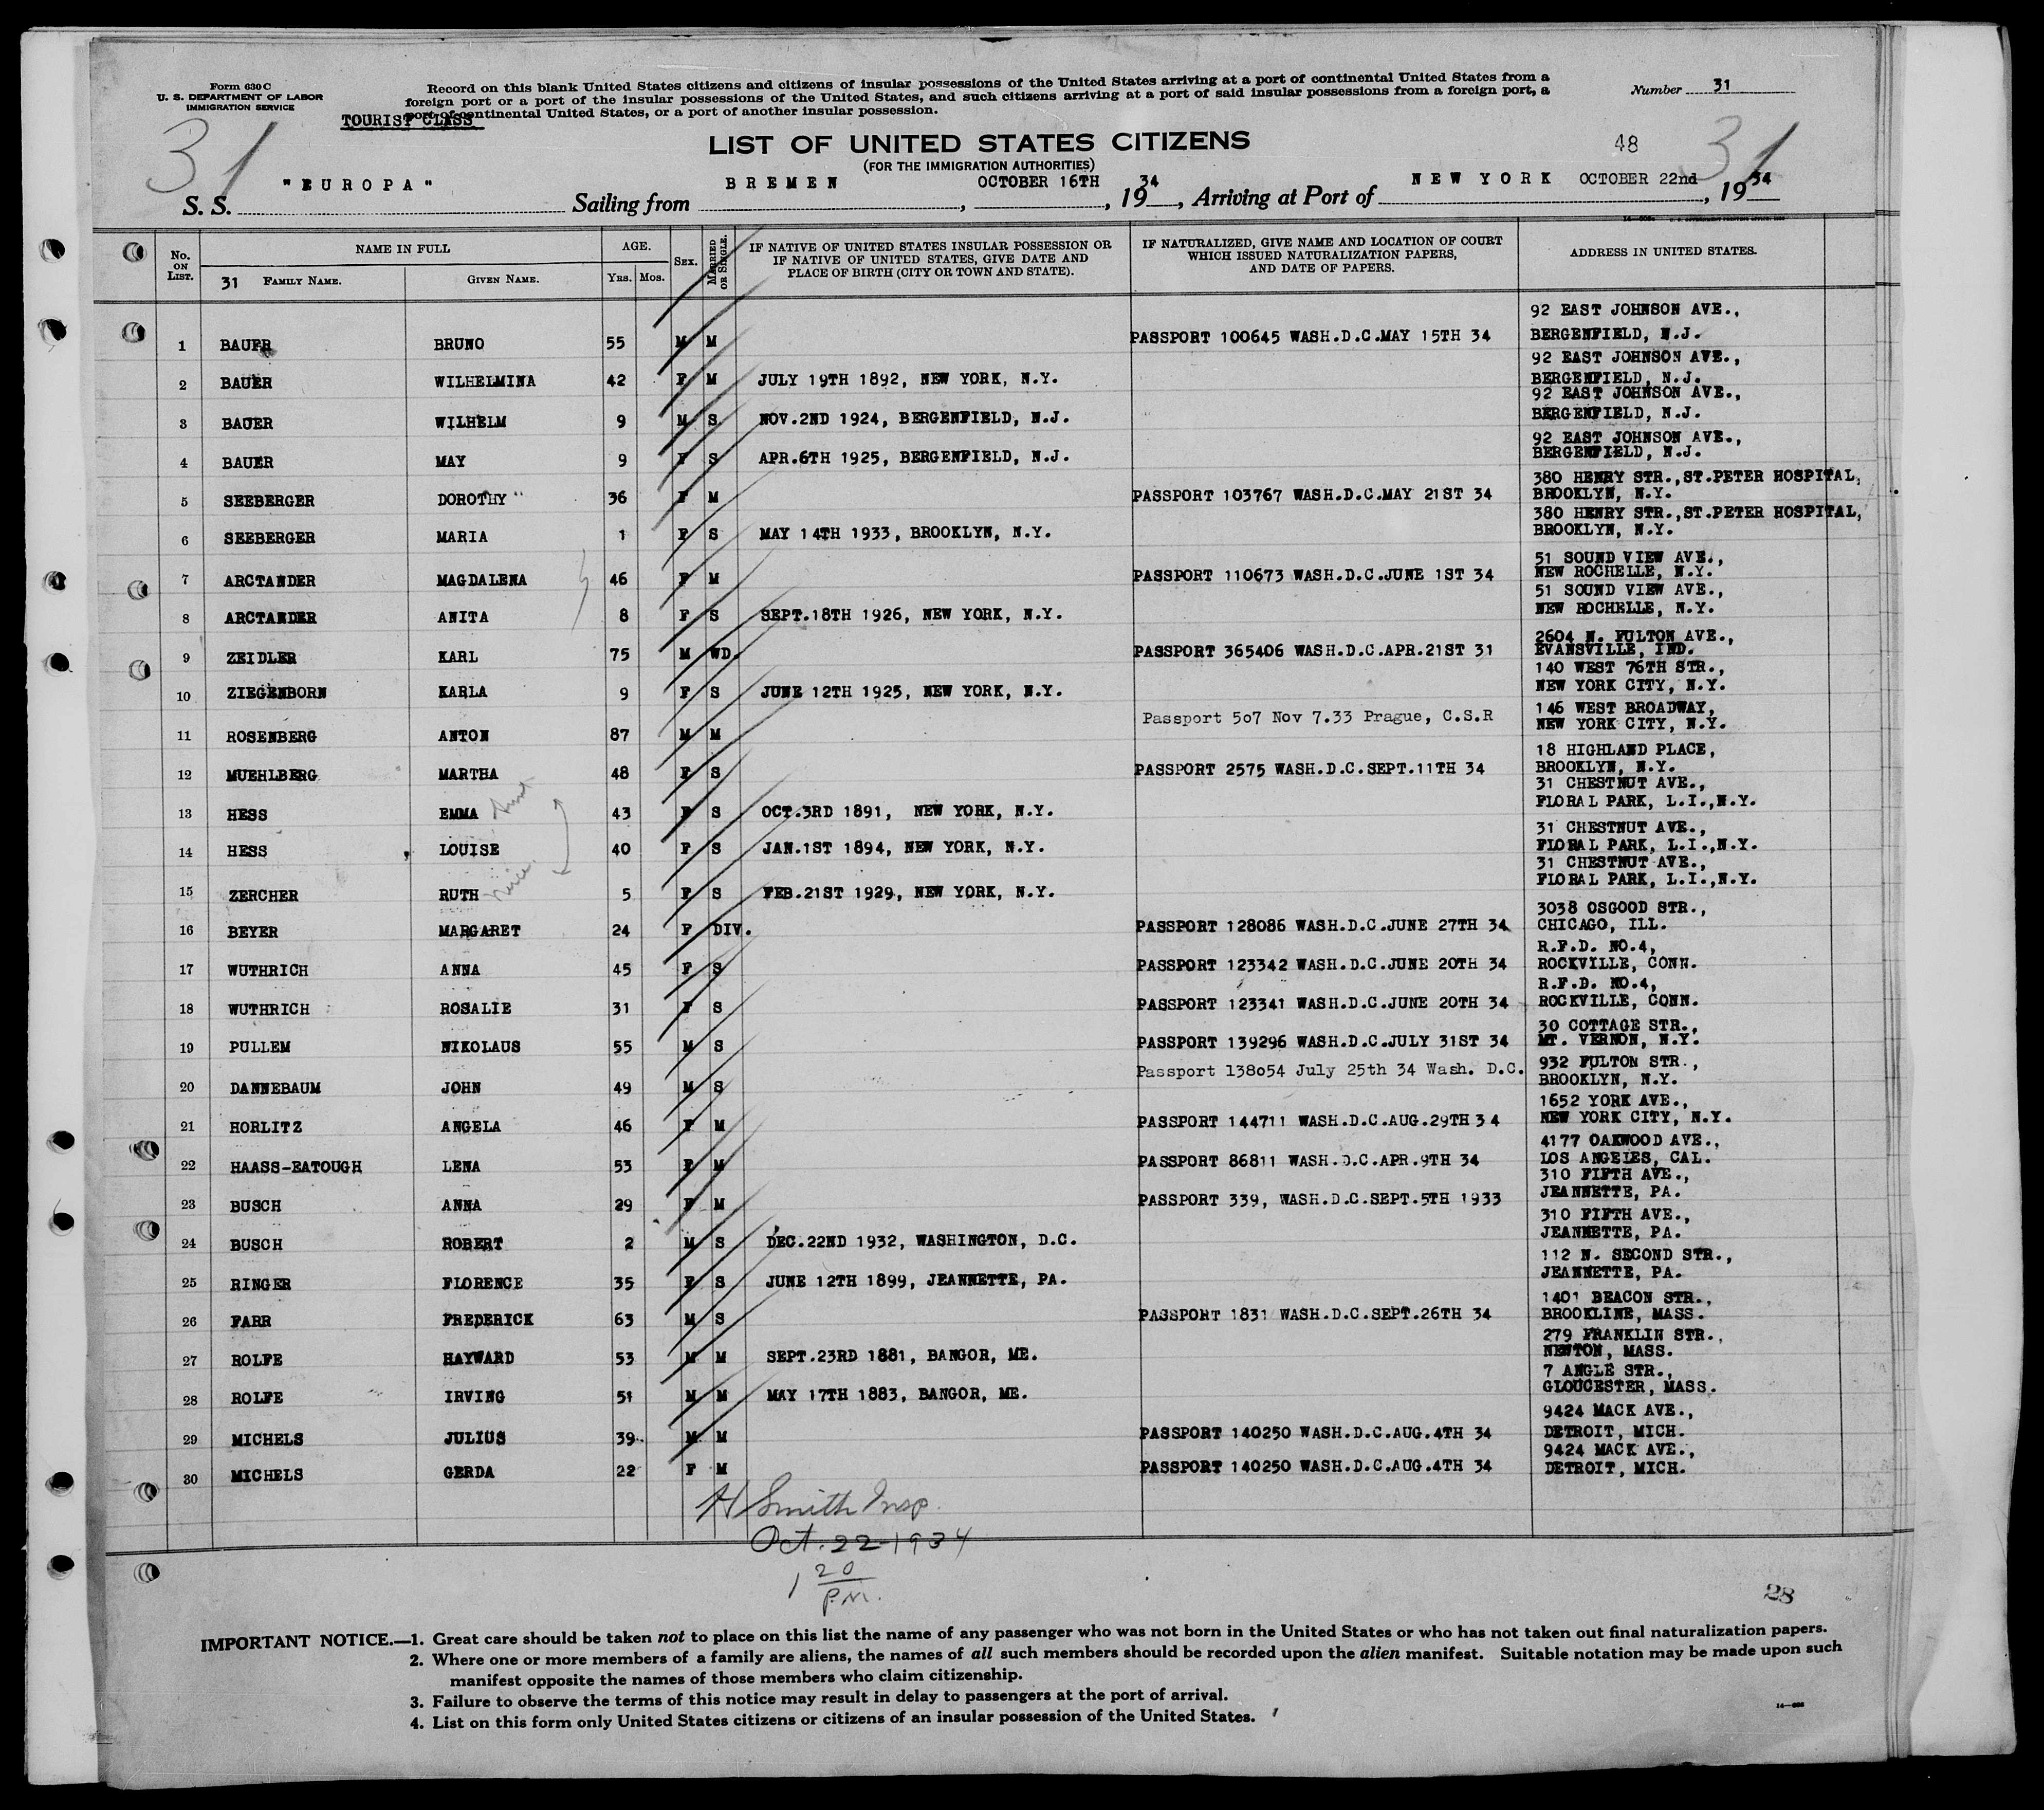 Form 630 C
U. S. DEPARTMENT OF LABOR
IMMIGRATION SERVICE
Record on this blank United States citizens and citizens of insular possessions of the United States arriving at a port of continental United States from a
foreign port or a port of the insular possessions of the United States, and such citizens arriving at a port of said insular possessions from a foreign port, a
port of continental United States, or a port of another insular possession.
TOURIST CLASS
Number 31
31
LIST OF UNITED STATES CITIZENS
48
31
(FOR THE IMMIGRATION AUTHORITIES)
S. S. "EUROPA" Sailing from BREMEN, OCTOBER 16TH, 1934, Arriving at Port of NEW YORK OCTOBER 22nd, 1934
No. ON LIST. NAME IN FULL AGE. SEX. MARRIED OR SINGLE. IF NATIVE OF UNITED STATES INSULAR POSSESSION OR IF NATIVE OF UNITED STATES, GIVE DATE AND PLACE OF BIRTH (CITY OR TOWN AND STATE). IF NATURALIZED, GIVE NAME AND LOCATION OF COURT WHICH ISSUED NATURALIZATION PAPERS, AND DATE OF PAPERS. ADDRESS IN UNITED STATES.
31 FAMILY NAME. GIVEN NAME. YRS. MOS.
1 BAUER BRUNO 55 M M PASSPORT 100645 WASH.D.C.MAY 15TH 34 92 EAST JOHNSON AVE., BERGENFIELD, N.J.
2 BAUER WILHELMINA 42 F M JULY 19TH 1892, NEW YORK, N.Y. 92 EAST JOHNSON AVE., BERGENFIELD, N.J.
3 BAUER WILHELM 9 M S NOV.2ND 1924, BERGENFIELD, N.J. 92 EAST JOHNSON AVE., BERGENFIELD, N.J.
4 BAUER MAY 9 F S APR.6TH 1925, BERGENFIELD, N.J. 92 EAST JOHNSON AVE., BERGENFIELD, N.J.
5 SEEBERGER DOROTHY 36 F M PASSPORT 103767 WASH.D.C.MAY 21ST 34 380 HENRY STR.,ST.PETER HOSPITAL, BROOKLYN, N.Y.
6 SEEBERGER MARIA 1 F S MAY 14TH 1933, BROOKLYN, N.Y. 380 HENRY STR.,ST.PETER HOSPITAL, BROOKLYN, N.Y.
7 ARCTANDER MAGDALENA 46 F M PASSPORT 110673 WASH.D.C.JUNE 1ST 34 51 SOUND VIEW AVE., NEW ROCHELLE, N.Y.
8 ARCTANDER ANITA 8 F S SEPT.18TH 1926, NEW YORK, N.Y. 51 SOUND VIEW AVE., NEW ROCHELLE, N.Y.
9 ZEIDLER KARL 75 M WD. PASSPORT 365406 WASH.D.C.APR.21ST 31 2604 N. FULTON AVE., EVANSVILLE, IND.
10 ZIEGENBORN KARLA 9 F S JUNE 12TH 1925, NEW YORK, N.Y. 140 WEST 76TH STR., NEW YORK CITY, N.Y.
11 ROSENBERG ANTON 87 M M Passport 507 Nov 7.33 Prague, C.S.R 146 WEST BROADWAY, NEW YORK CITY, N.Y.
12 MUEHLBERG MARTHA 48 F S PASSPORT 2575 WASH.D.C.SEPT.11TH 34 18 HIGHLAND PLACE, BROOKLYN, N.Y.
13 HESS EMMA Aunt 43 F S OCT.3RD 1891, NEW YORK, N.Y. 31 CHESTNUT AVE., FLORAL PARK, L.I.,N.Y.
14 HESS LOUISE 40 F S JAN.1ST 1894, NEW YORK, N.Y. 31 CHESTNUT AVE., FLORAL PARK, L.I.,N.Y.
15 ZERCHER RUTH niece 5 F S FEB.21ST 1929, NEW YORK, N.Y. 31 CHESTNUT AVE., FLORAL PARK, L.I.,N.Y.
16 BEYER MARGARET 24 F DIV. PASSPORT 128086 WASH.D.C.JUNE 27TH 34 3038 OSGOOD STR., CHICAGO, ILL.
17 WUTHRICH ANNA 45 F S PASSPORT 123342 WASH.D.C.JUNE 20TH 34 R.F.D. NO.4, ROCKVILLE, CONN.
18 WUTHRICH ROSALIE 31 F S PASSPORT 123341 WASH.D.C.JUNE 20TH 34 R.F.D. NO.4, ROCKVILLE, CONN.
19 PULLEM NIKOLAUS 55 M S PASSPORT 139296 WASH.D.C.JULY 31ST 34 30 COTTAGE STR., MT. VERNON, N.Y.
20 DANNEBAUM JOHN 49 M S Passport 138054 July 25th 34 Wash. D.C. 932 FULTON STR., BROOKLYN, N.Y.
21 HORLITZ ANGELA 46 F M PASSPORT 144711 WASH.D.C.AUG.29TH 34 1652 YORK AVE., NEW YORK CITY, N.Y.
22 HAASS-EATOUGH LENA 53 F M PASSPORT 86811 WASH.D.C.APR.9TH 34 4177 OAKWOOD AVE., LOS ANGELES, CAL.
23 BUSCH ANNA 29 F M PASSPORT 339, WASH.D.C.SEPT.5TH 1933 310 FIFTH AVE., JEANNETTE, PA.
24 BUSCH ROBERT 2 M S DEC.22ND 1932, WASHINGTON, D.C. 310 FIFTH AVE., JEANNETTE, PA.
25 RINGER FLORENCE 35 F S JUNE 12TH 1899, JEANNETTE, PA. 112 N. SECOND STR., JEANNETTE, PA.
26 FARR FREDERICK 63 M S PASSPORT 1831 WASH.D.C.SEPT.26TH 34 1401 BEACON STR., BROOKLINE, MASS.
27 ROLFE HAYWARD 53 M M SEPT.23RD 1881, BANGOR, ME. 279 FRANKLIN STR., NEWTON, MASS.
28 ROLFE IRVING 51 M M MAY 17TH 1883, BANGOR, ME. 7 ANGLE STR., GLOUCESTER, MASS.
29 MICHELS JULIUS 39 M M PASSPORT 140250 WASH.D.C.AUG.4TH 34 9424 MACK AVE., DETROIT, MICH.
30 MICHELS GERDA 22 F M PASSPORT 140250 WASH.D.C.AUG.4TH 34 9424 MACK AVE., DETROIT, MICH.
H Smith Insp.
Oct. 22-1934
1 20
P.M.
28
IMPORTANT NOTICE.—1. Great care should be taken not to place on this list the name of any passenger who was not born in the United States or who has not taken out final naturalization papers.
2. Where one or more members of a family are aliens, the names of all such members should be recorded upon the alien manifest. Suitable notation may be made upon such
manifest opposite the names of those members who claim citizenship.
3. Failure to observe the terms of this notice may result in delay to passengers at the port of arrival.
4. List on this form only United States citizens or citizens of an insular possession of the United States.